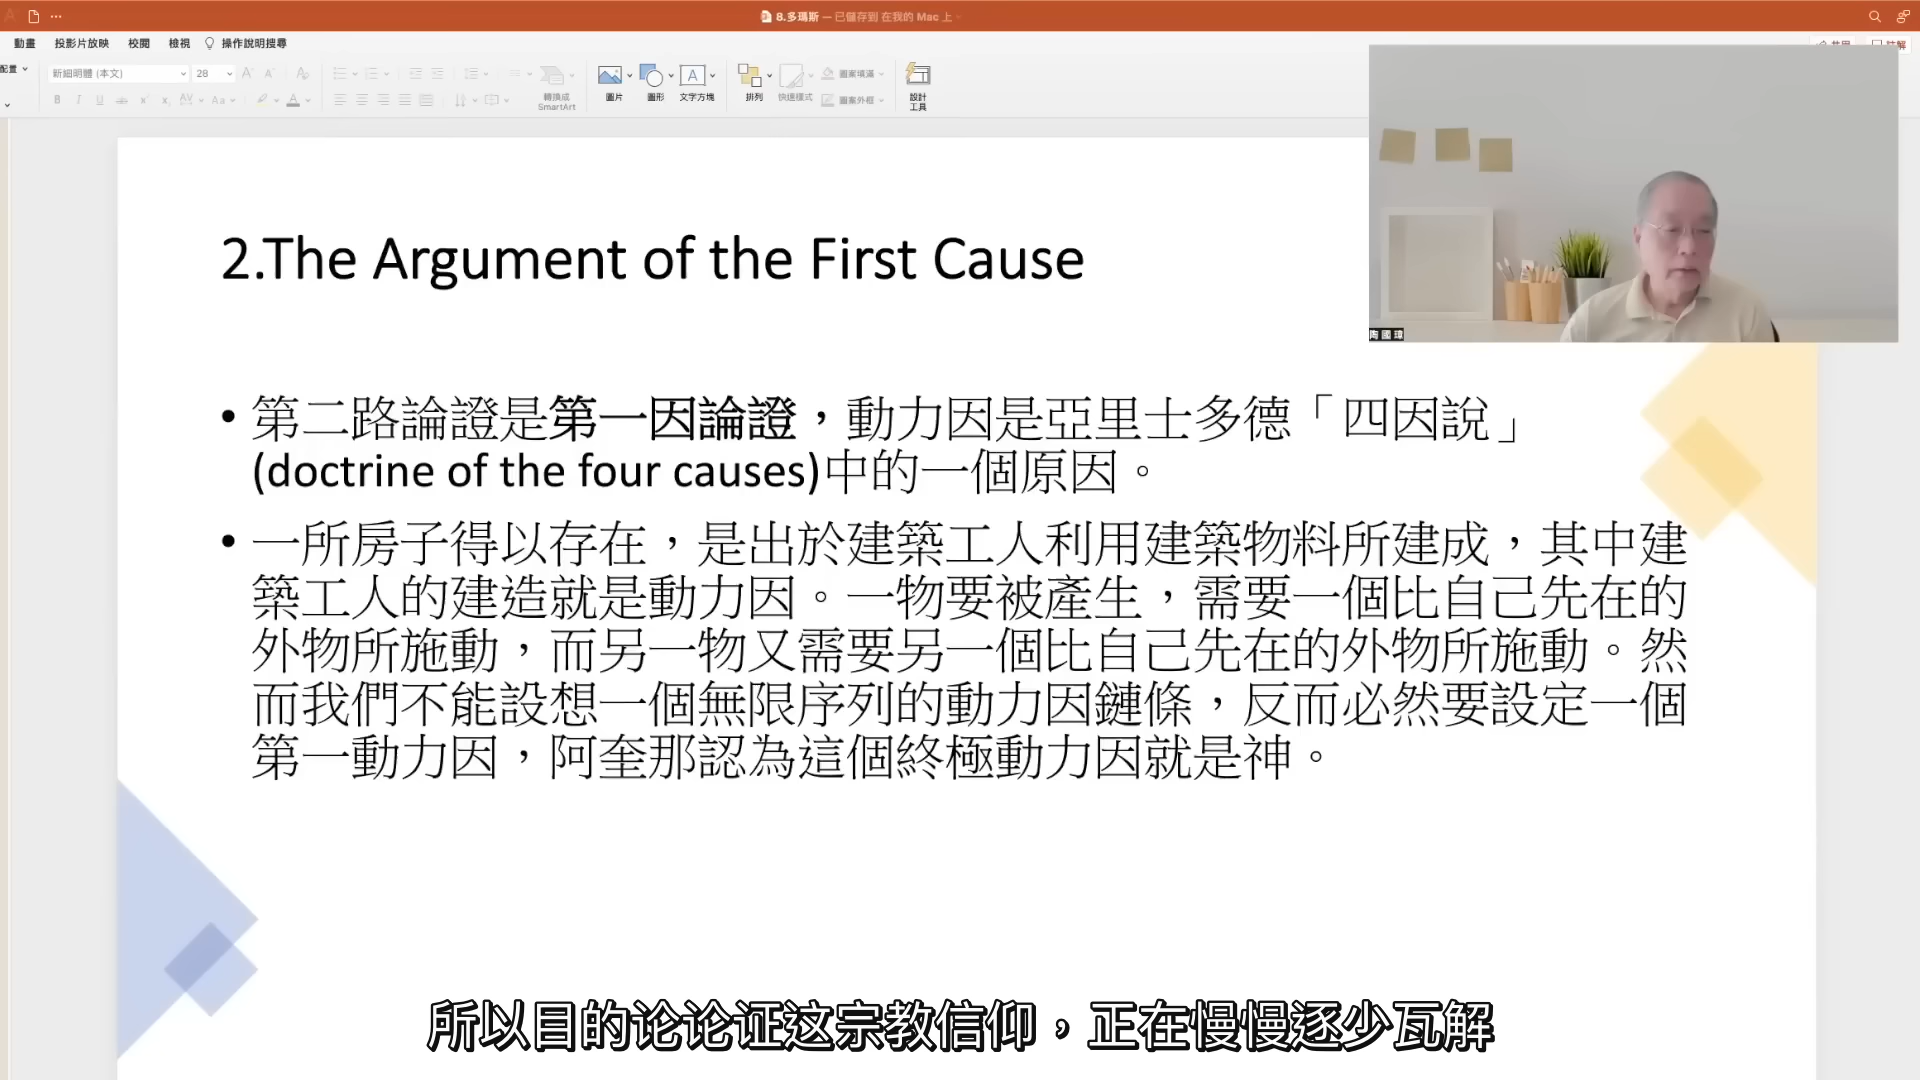 8.多瑪斯 — 已儲存到 在我的 Mac 上
動畫 投影片放映 校閱 檢視 操作說明搜尋
共用 註解
配置 新細明體 (本文) 28
轉換成
SmartArt
圖片 圖形 文字方塊 排列 快速樣式 圖案填滿
圖案外框
設計
工具
陶國璋
2.The Argument of the First Cause
• 第二路論證是第一因論證，動力因是亞里士多德「四因說」
(doctrine of the four causes)中的一個原因。
• 一所房子得以存在，是出於建築工人利用建築物料所建成，其中建
築工人的建造就是動力因。一物要被產生，需要一個比自己先在的
外物所施動，而另一物又需要另一個比自己先在的外物所施動。然
而我們不能設想一個無限序列的動力因鏈條，反而必然要設定一個
第一動力因，阿奎那認為這個終極動力因就是神。
所以目的论论证这宗教信仰，正在慢慢逐少瓦解